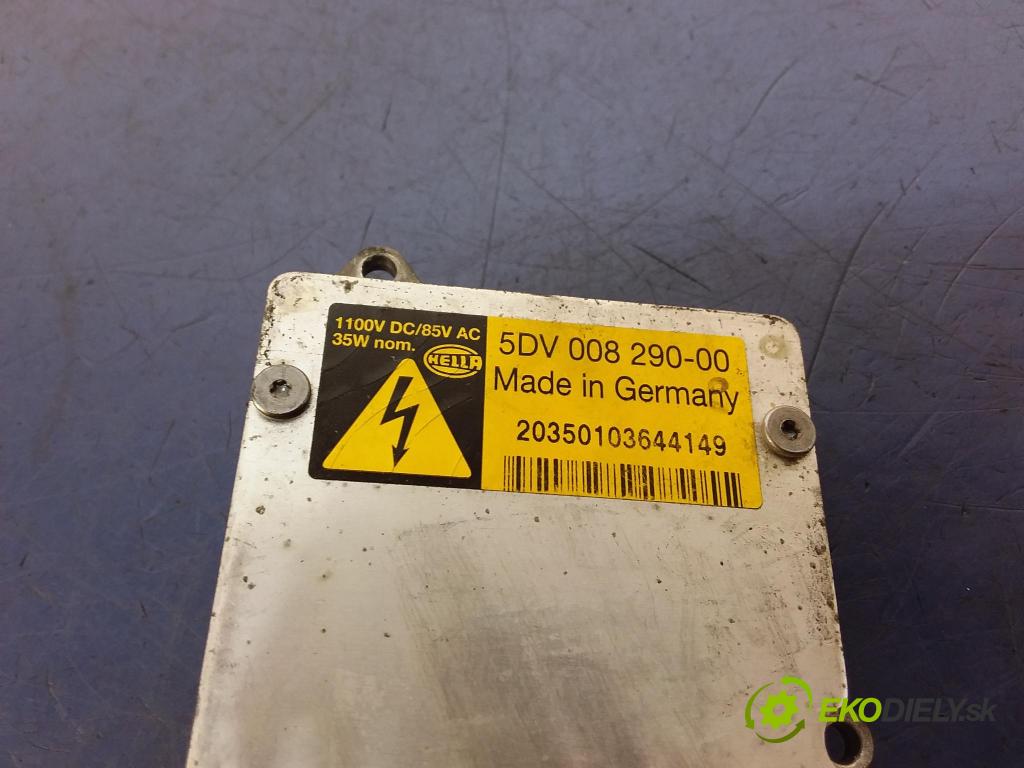 1100V DC/85V AC
35W nom.
HELLA
5DV 008 290-00
Made in Germany
20350103644149
EKODIELY.sk